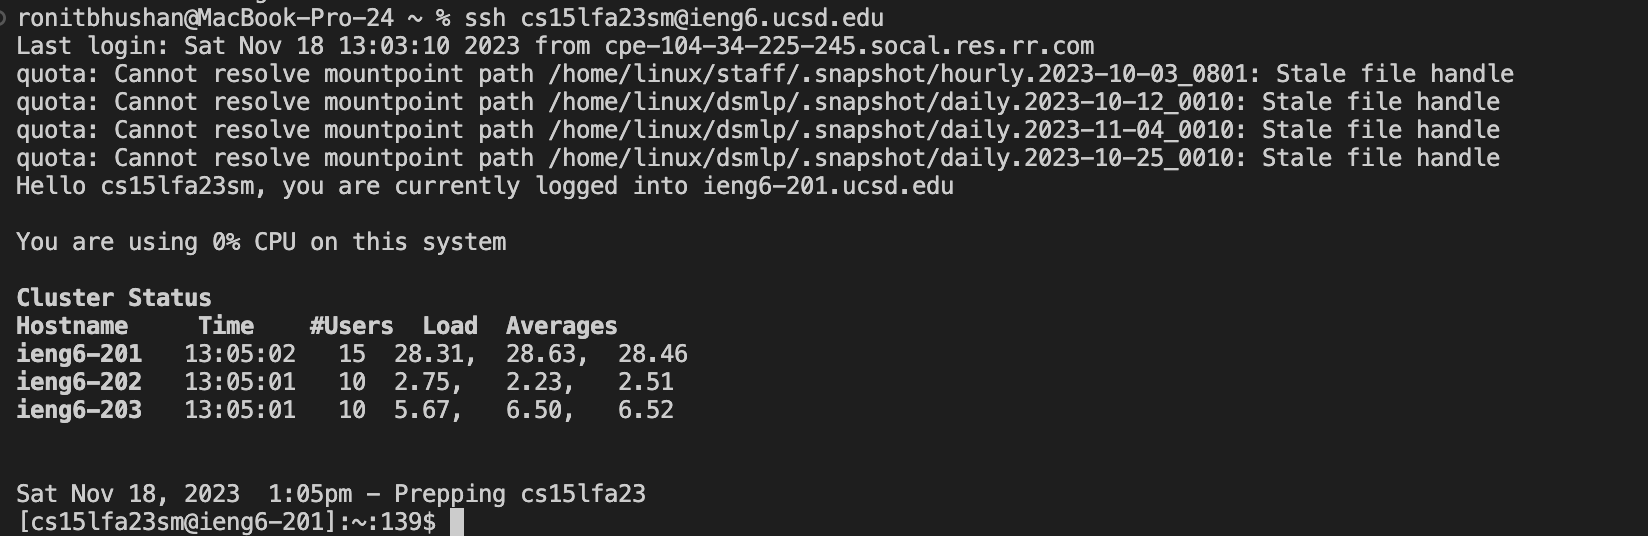 ronitbhushan@MacBook-Pro-24 ~ % ssh cs15lfa23sm@ieng6.ucsd.edu
Last login: Sat Nov 18 13:03:10 2023 from cpe-104-34-225-245.socal.res.rr.com
quota: Cannot resolve mountpoint path /home/linux/staff/.snapshot/hourly.2023-10-03_0801: Stale file handle
quota: Cannot resolve mountpoint path /home/linux/dsmlp/.snapshot/daily.2023-10-12_0010: Stale file handle
quota: Cannot resolve mountpoint path /home/linux/dsmlp/.snapshot/daily.2023-11-04_0010: Stale file handle
quota: Cannot resolve mountpoint path /home/linux/dsmlp/.snapshot/daily.2023-10-25_0010: Stale file handle
Hello cs15lfa23sm, you are currently logged into ieng6-201.ucsd.edu
You are using 0% CPU on this system
Cluster Status
Hostname     Time    #Users  Load  Averages
ieng6-201   13:05:02   15  28.31,  28.63,  28.46
ieng6-202   13:05:01   10  2.75,   2.23,   2.51
ieng6-203   13:05:01   10  5.67,   6.50,   6.52
Sat Nov 18, 2023  1:05pm - Prepping cs15lfa23
[cs15lfa23sm@ieng6-201]:~:139$